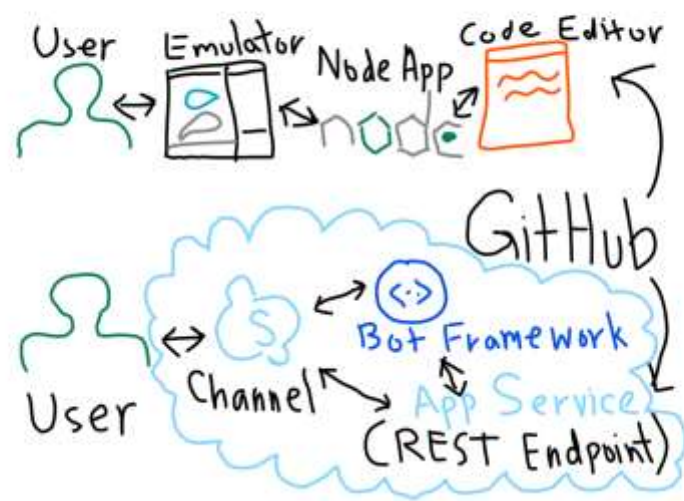 User
Emulator
Node App
Code Editor
node
GitHub
S
<·>
Bot Framework
User
Channel
App Service
(REST Endpoint)